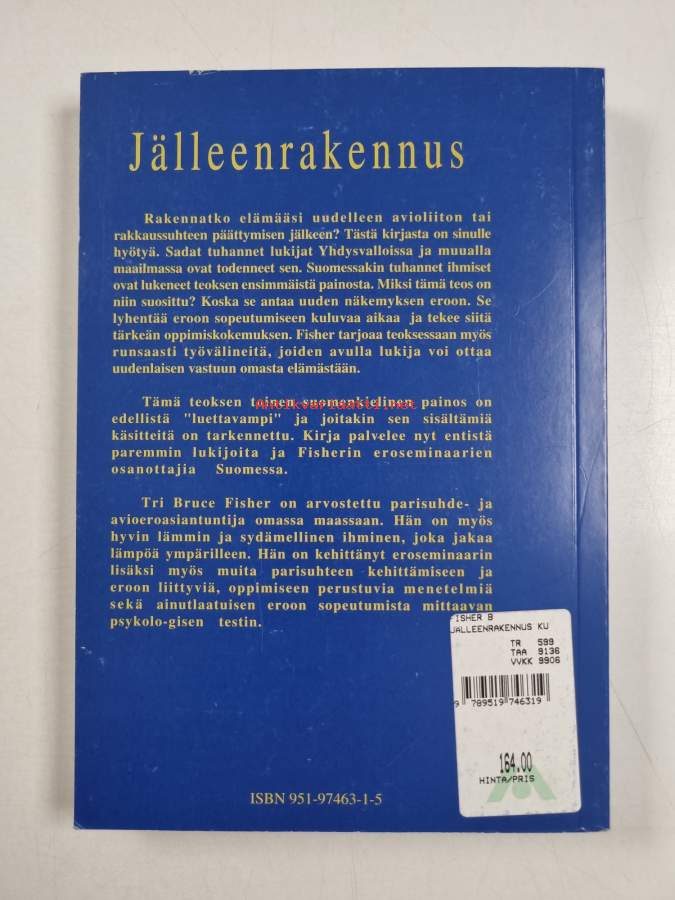 Jälleenrakennus
Rakennatko elämääsi uudelleen avioliiton tai
rakkaussuhteen päättymisen jälkeen? Tästä kirjasta on sinulle
hyötyä. Sadat tuhannet lukijat Yhdysvalloissa ja muualla
maailmassa ovat todenneet sen. Suomessakin tuhannet ihmiset
ovat lukeneet teoksen ensimmäistä painosta. Miksi tämä teos on
niin suosittu? Koska se antaa uuden näkemyksen eroon. Se
lyhentää eroon sopeutumiseen kuluvaa aikaa ja tekee siitä
tärkeän oppimiskokemuksen. Fisher tarjoaa teoksessaan myös
runsaasti työvälineitä, joiden avulla lukija voi ottaa
uudenlaisen vastuun omasta elämästään.
Tämä teoksen toinen suomenkielinen painos on
Antikvariaatti.net
edellistä "luettavampi" ja joitakin sen sisältämiä
käsitteitä on tarkennettu. Kirja palvelee nyt entistä
paremmin lukijoita ja Fisherin eroseminaarien
osanottajia Suomessa.
Tri Bruce Fisher on arvostettu parisuhde- ja
avioeroasiantuntija omassa maassaan. Hän on myös
hyvin lämmin ja sydämellinen ihminen, joka jakaa
lämpöä ympärilleen. Hän on kehittänyt eroseminaarin
lisäksi myös muita parisuhteen kehittämiseen ja
eroon liittyviä, oppimiseen perustuvia menetelmiä
sekä ainutlaatuisen eroon sopeutumista mittaavan
psykolo-gisen testin.
FISHER B
JÄLLEENRAKENNUS KU
TR 599
TAA 9136
VVKK 9906
9 789519 746319
164.00
HINTA/PRIS
ISBN 951-97463-1-5